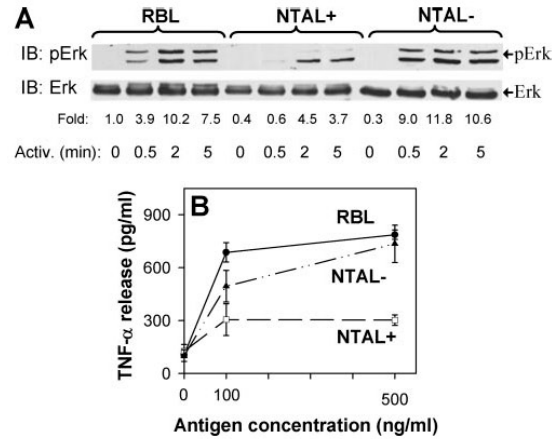 A
RBL NTAL+ NTAL-
IB: pErk ←pErk
IB: Erk ←Erk
Fold: 1.0 3.9 10.2 7.5 0.4 0.6 4.5 3.7 0.3 9.0 11.8 10.6
Activ. (min) 0 0.5 2 5 0 0.5 2 5 0 0.5 2 5
B
900
600
300
0
TNF-α release (pg/ml)
RBL
NTAL-
NTAL+
0 100 500
Antigen concentration (ng/ml)